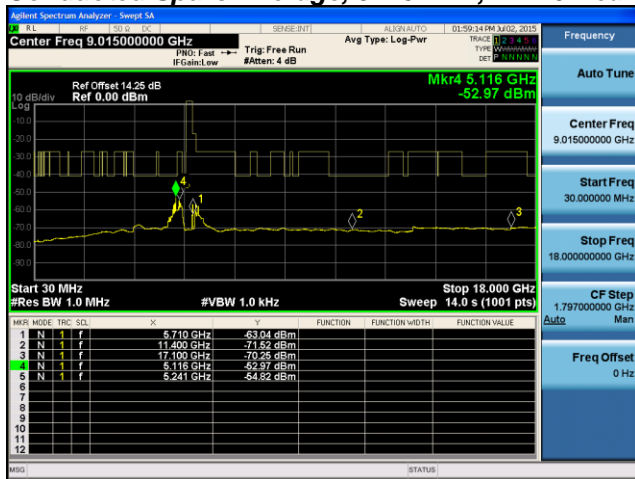 Agilent Spectrum Analyzer - Swept SA
RL RF 50 Ω DC SENSE:INT ALIGN AUTO 01:59:14 PM Jul 02, 2015
Center Freq 9.015000000 GHz
PNO: Fast
IFGain:Low
Trig: Free Run
#Atten: 4 dB
Avg Type: Log-Pwr
TRACE 1 2 3 4 5 6
TYPE
DET P N N N N N
Frequency
Auto Tune
Center Freq
9.015000000 GHz
Start Freq
30.000000 MHz
Stop Freq
18.000000000 GHz
CF Step
1.797000000 GHz
Auto Man
Freq Offset
0 Hz
Mkr4 5.116 GHz
-52.97 dBm
Ref Offset 14.25 dB
10 dB/div Ref 0.00 dBm
Log
-10.0
-20.0
-30.0
-40.0
-50.0
-60.0
-70.0
-80.0
-90.0
4
1
2
3
Start 30 MHz Stop 18.000 GHz
#Res BW 1.0 MHz #VBW 1.0 kHz Sweep 14.0 s (1001 pts)
MKR MODE TRC SCL X Y FUNCTION FUNCTION WIDTH FUNCTION VALUE
1 N 1 f 5.710 GHz -63.04 dBm
2 N 1 f 11.400 GHz -71.52 dBm
3 N 1 f 17.100 GHz -70.25 dBm
4 N 1 f 5.116 GHz -52.97 dBm
5 N 1 f 5.241 GHz -54.82 dBm
6
7
8
9
10
11
12
MSG STATUS